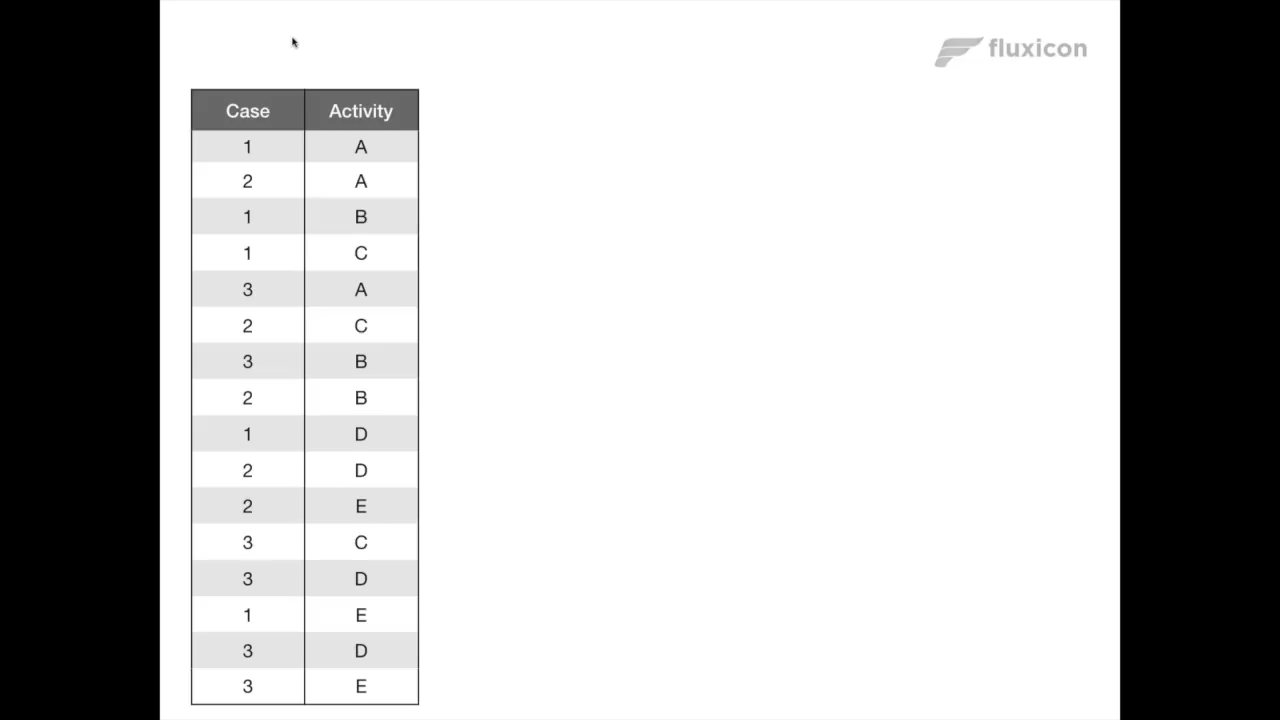 fluxicon
Case Activity
1 A
2 A
1 B
1 C
3 A
2 C
3 B
2 B
1 D
2 D
2 E
3 C
3 D
1 E
3 D
3 E